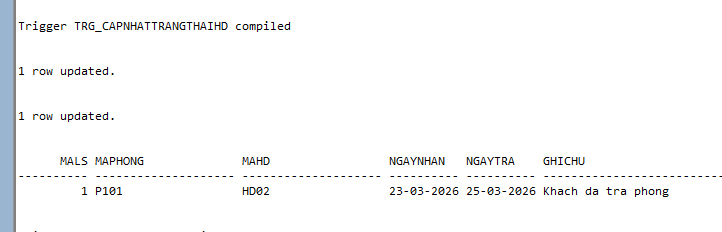 Trigger TRG_CAPNHATTRANGTHAIHD compiled
1 row updated.
1 row updated.
MALS MAPHONG MAHD NGAYNHAN NGAYTRA GHICHU
---------- -------------------- -------------------- ---------- ---------- --------------------------
1 P101 HD02 23-03-2026 25-03-2026 Khach da tra phong